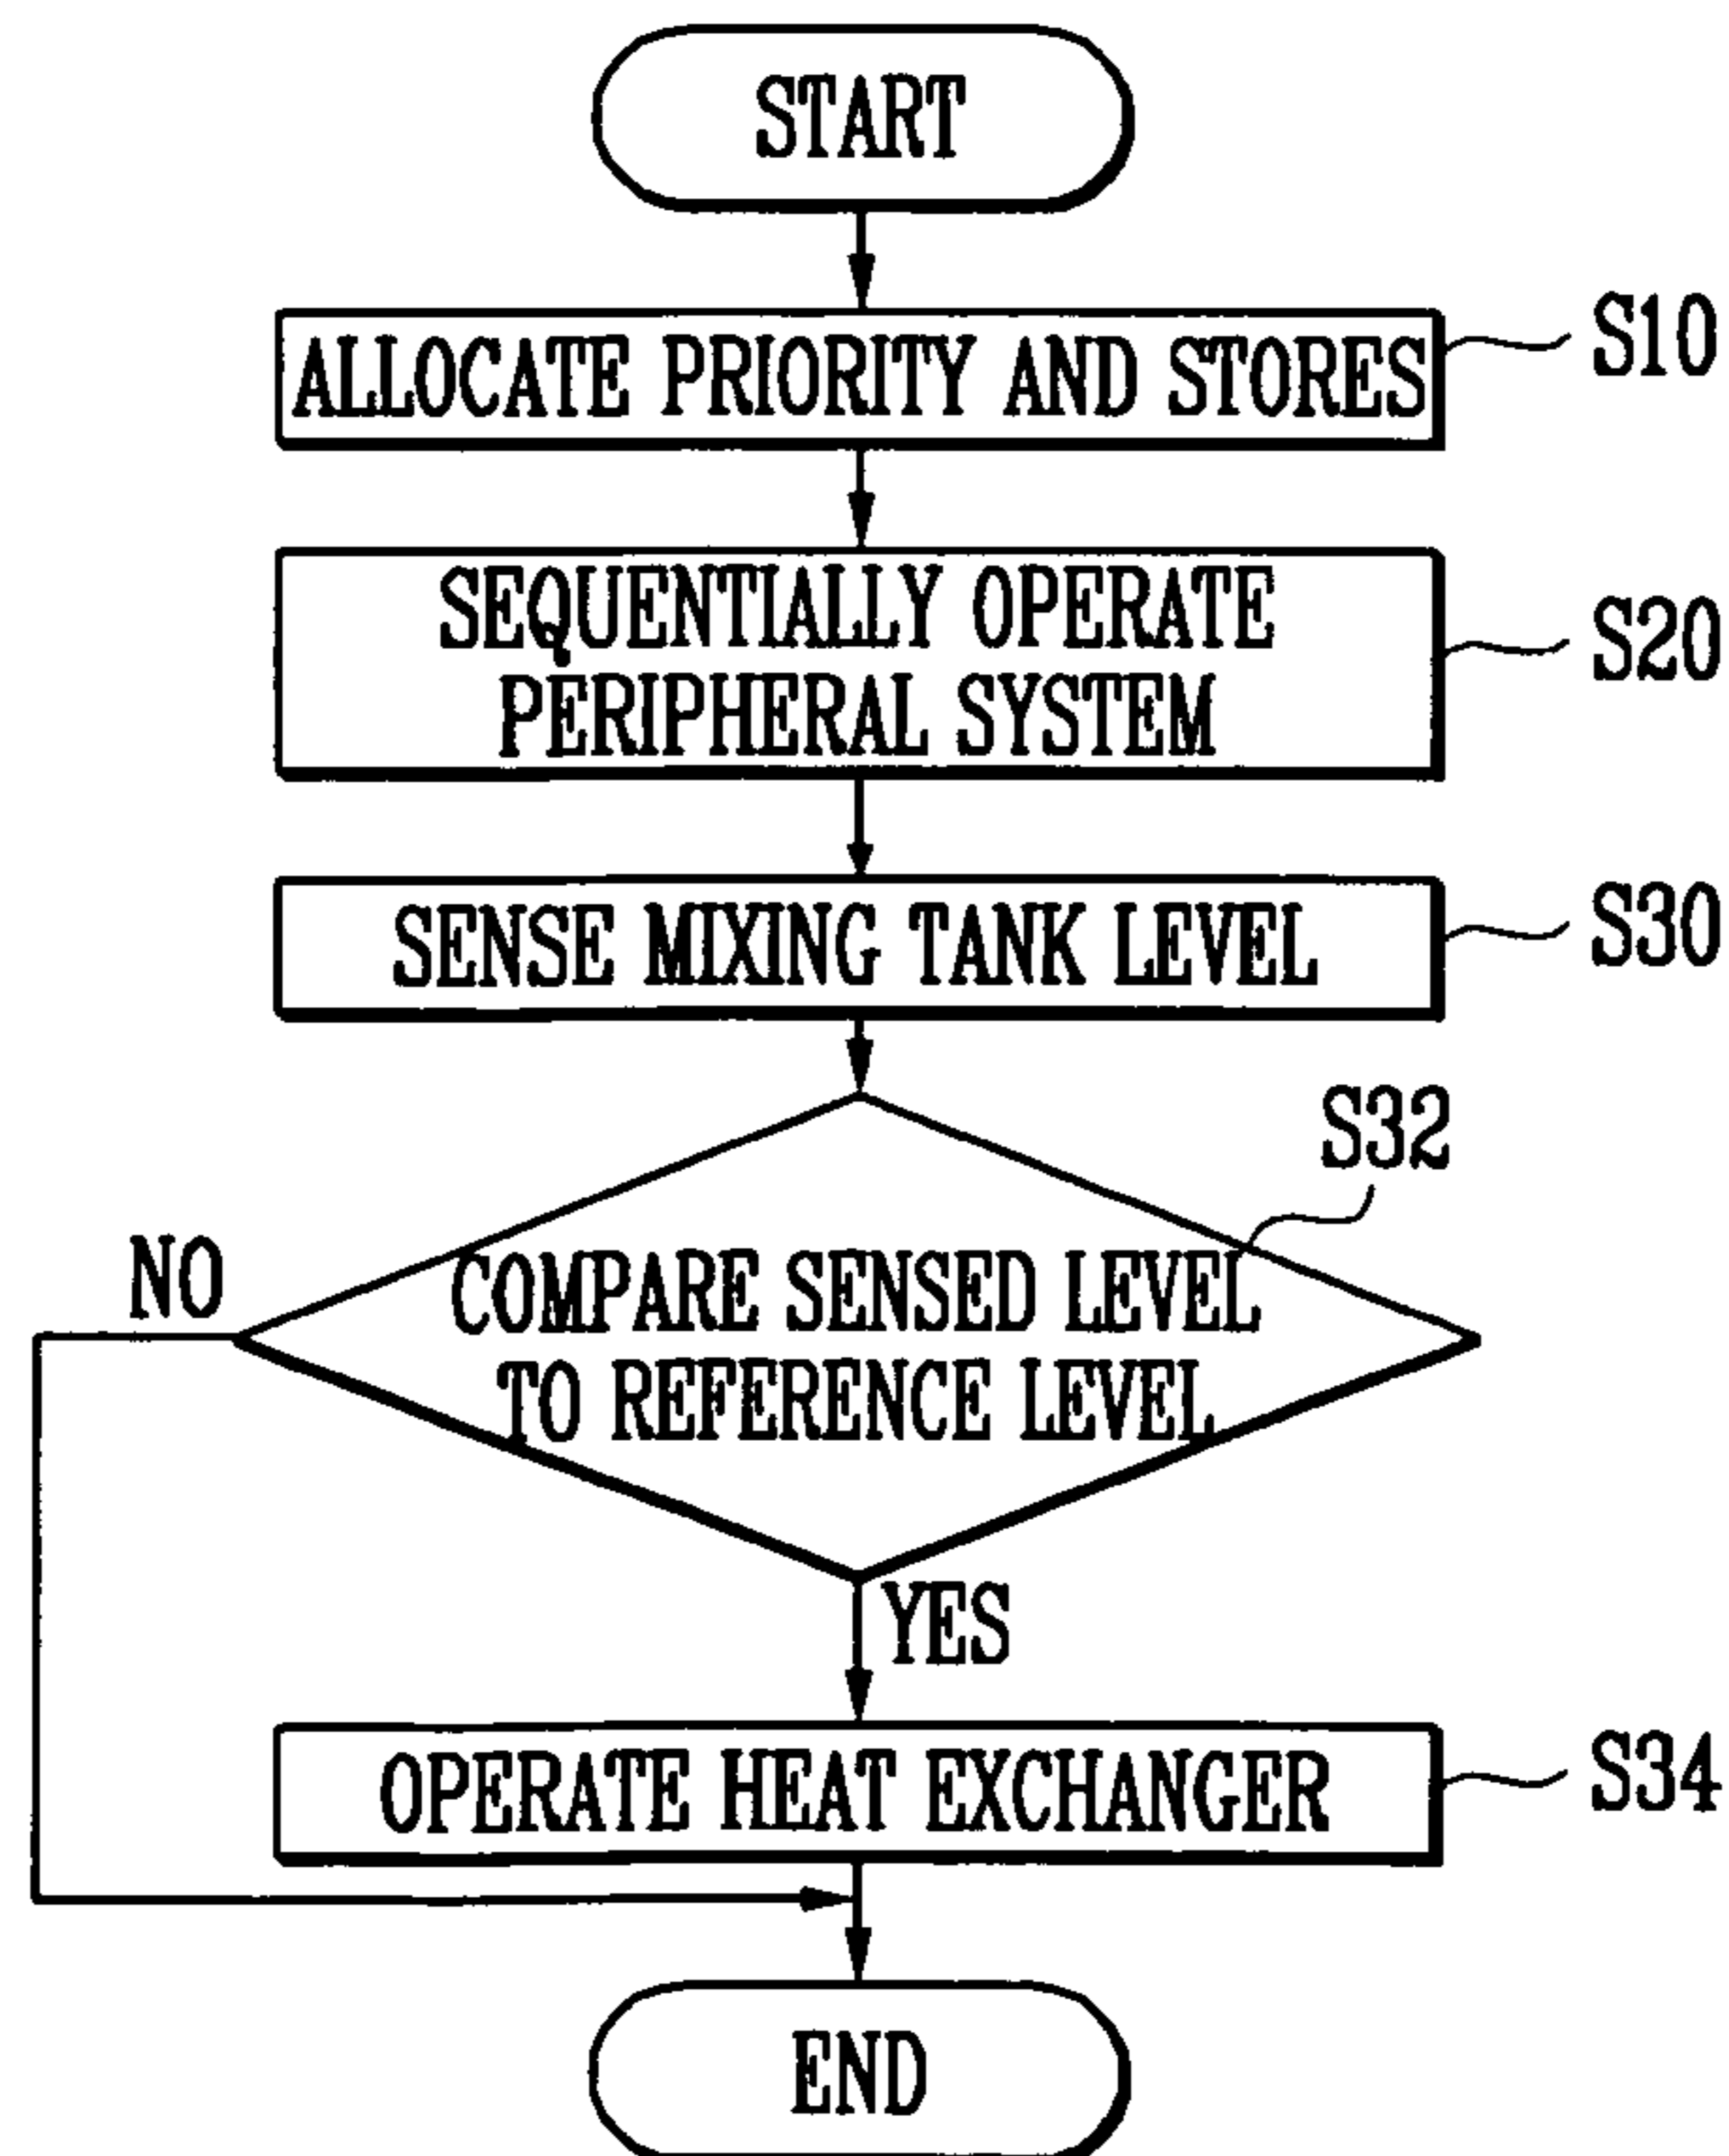 START
ALLOCATE PRIORITY AND STORES
S10
SEQUENTIALLY OPERATE
PERIPHERAL SYSTEM
S20
SENSE MIXING TANK LEVEL
S30
S32
NO
COMPARE SENSED LEVEL
TO REFERENCE LEVEL
YES
OPERATE HEAT EXCHANGER
S34
END